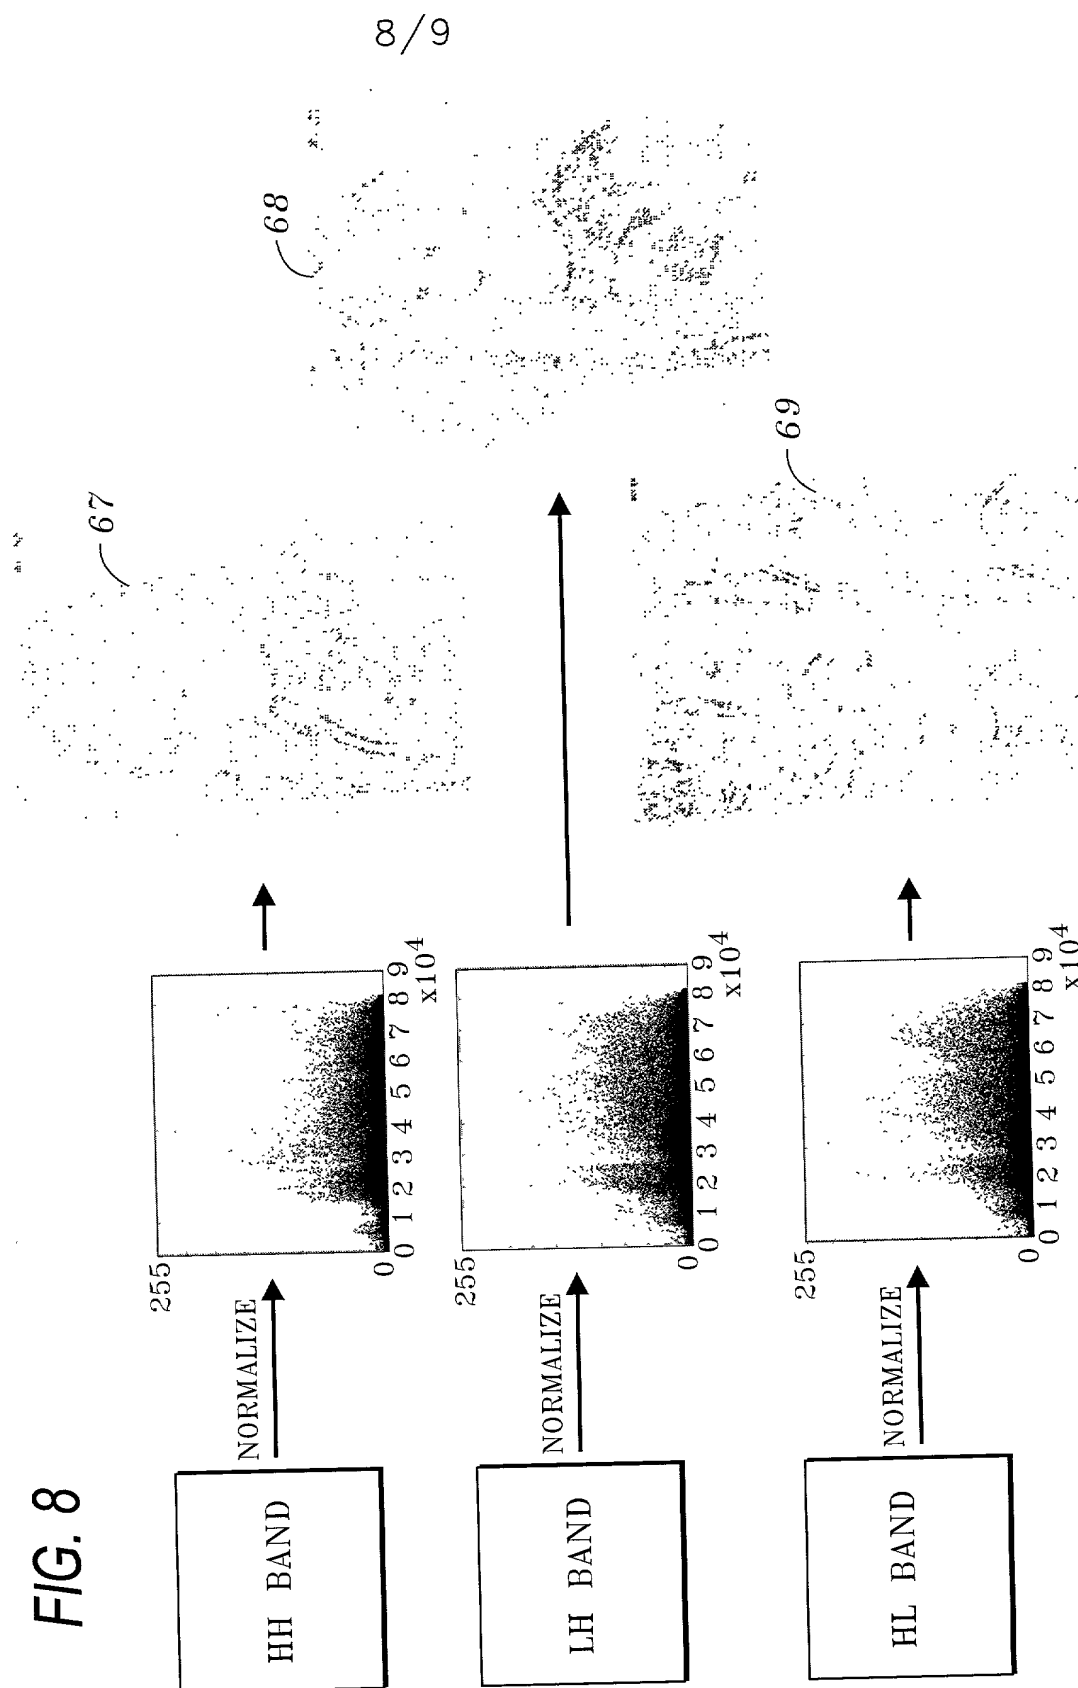 8/9
FIG. 8
HH BAND
NORMALIZE
255
0
0 1 2 3 4 5 6 7 8 9
x10⁴
67
LH BAND
NORMALIZE
255
0
0 1 2 3 4 5 6 7 8 9
x10⁴
68
HL BAND
NORMALIZE
255
0
0 1 2 3 4 5 6 7 8 9
x10⁴
69